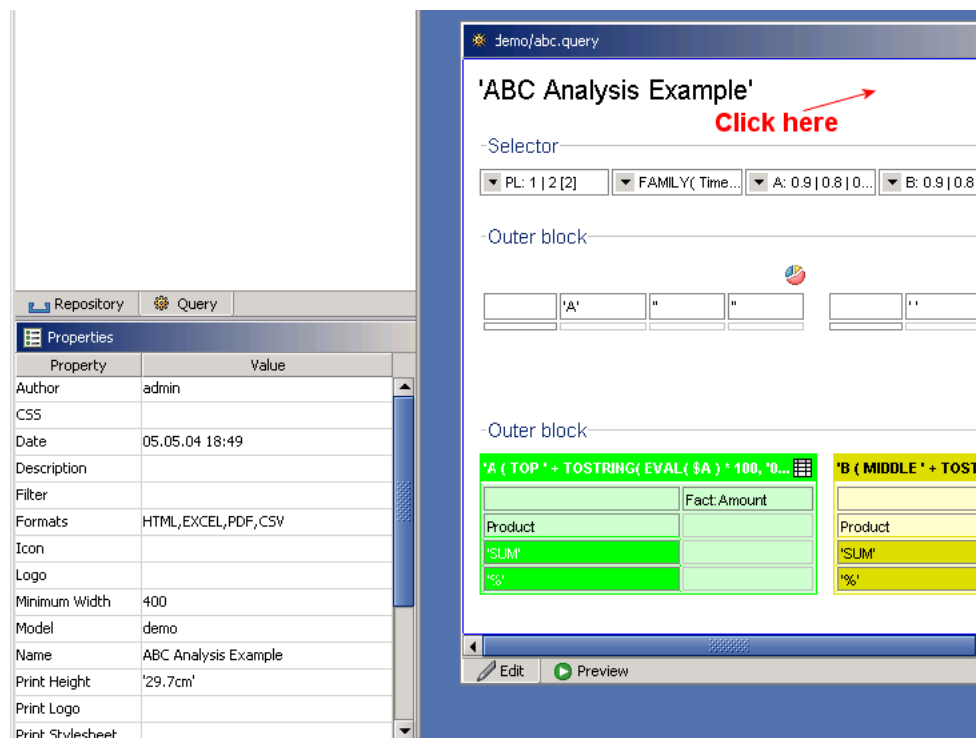 demo/abc.query
'ABC Analysis Example'
Click here
Selector
PL: 1 | 2 [2]
FAMILY( Time...
A: 0.9 | 0.8 | 0...
B: 0.9 | 0.8
Outer block
'A' '' '' ' '
Repository Query
Properties
Property Value
Author admin
CSS
Date 05.05.04 18:49
Description
Filter
Formats HTML,EXCEL,PDF,CSV
Icon
Logo
Minimum Width 400
Model demo
Name ABC Analysis Example
Print Height '29.7cm'
Print Logo
Print Stylesheet
Outer block
'A ( TOP ' + TOSTRING( EVAL( $A ) * 100, '0...
Fact:Amount
Product
'SUM'
'%'
'B ( MIDDLE ' + TOST
Product
'SUM'
'%'
Edit Preview